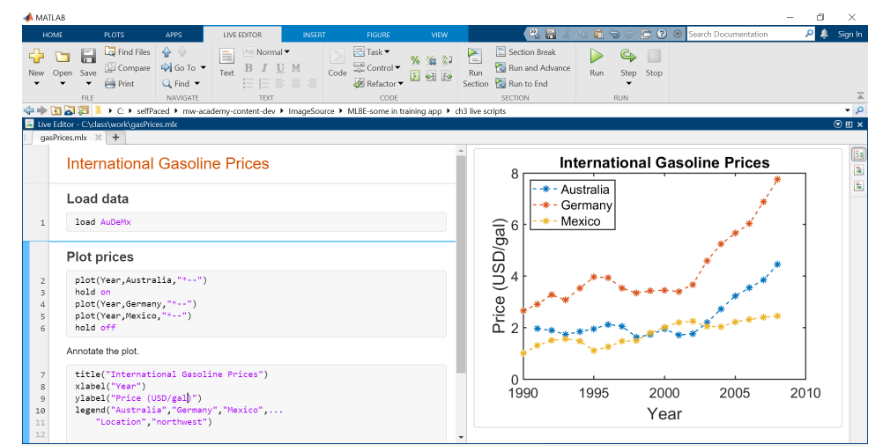 MATLAB
HOME PLOTS APPS LIVE EDITOR INSERT FIGURE VIEW Search Documentation Sign In
New Open Save Find Files Compare Print Go To Find Text Normal B I U M Code Task Control Refactor Run Section Section Break Run and Advance Run to End Run Step Stop
FILE NAVIGATE TEXT CODE SECTION RUN
C: selfPaced mw-academy-content-dev ImageSource MLBE-some in training app ch3 live scripts
Live Editor - C:\class\work\gasPrices.mlx
gasPrices.mlx
International Gasoline Prices
Load data
1 load AuDeMx
Plot prices
2 plot(Year,Australia,"*--")
3 hold on
4 plot(Year,Germany,"*--")
5 plot(Year,Mexico,"*--")
6 hold off
Annotate the plot.
7 title("International Gasoline Prices")
8 xlabel("Year")
9 ylabel("Price (USD/gal)")
10 legend("Australia","Germany","Mexico",...
11 "Location","northwest")
12
International Gasoline Prices
Australia
Germany
Mexico
Price (USD/gal)
8
6
4
2
0
1990 1995 2000 2005 2010
Year